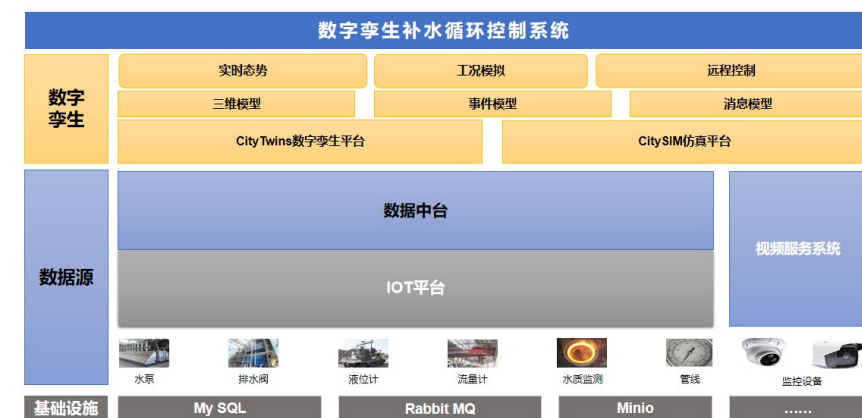 数字孪生补水循环控制系统
数字
孪生
实时态势
工况模拟
远程控制
三维模型
事件模型
消息模型
CityTwins数字孪生平台
CitySIM仿真平台
数据源
数据中台
IOT平台
视频服务系统
水泵
排水阀
液位计
流量计
水质监测
管线
监控设备
基础设施
My SQL
Rabbit MQ
Minio
......